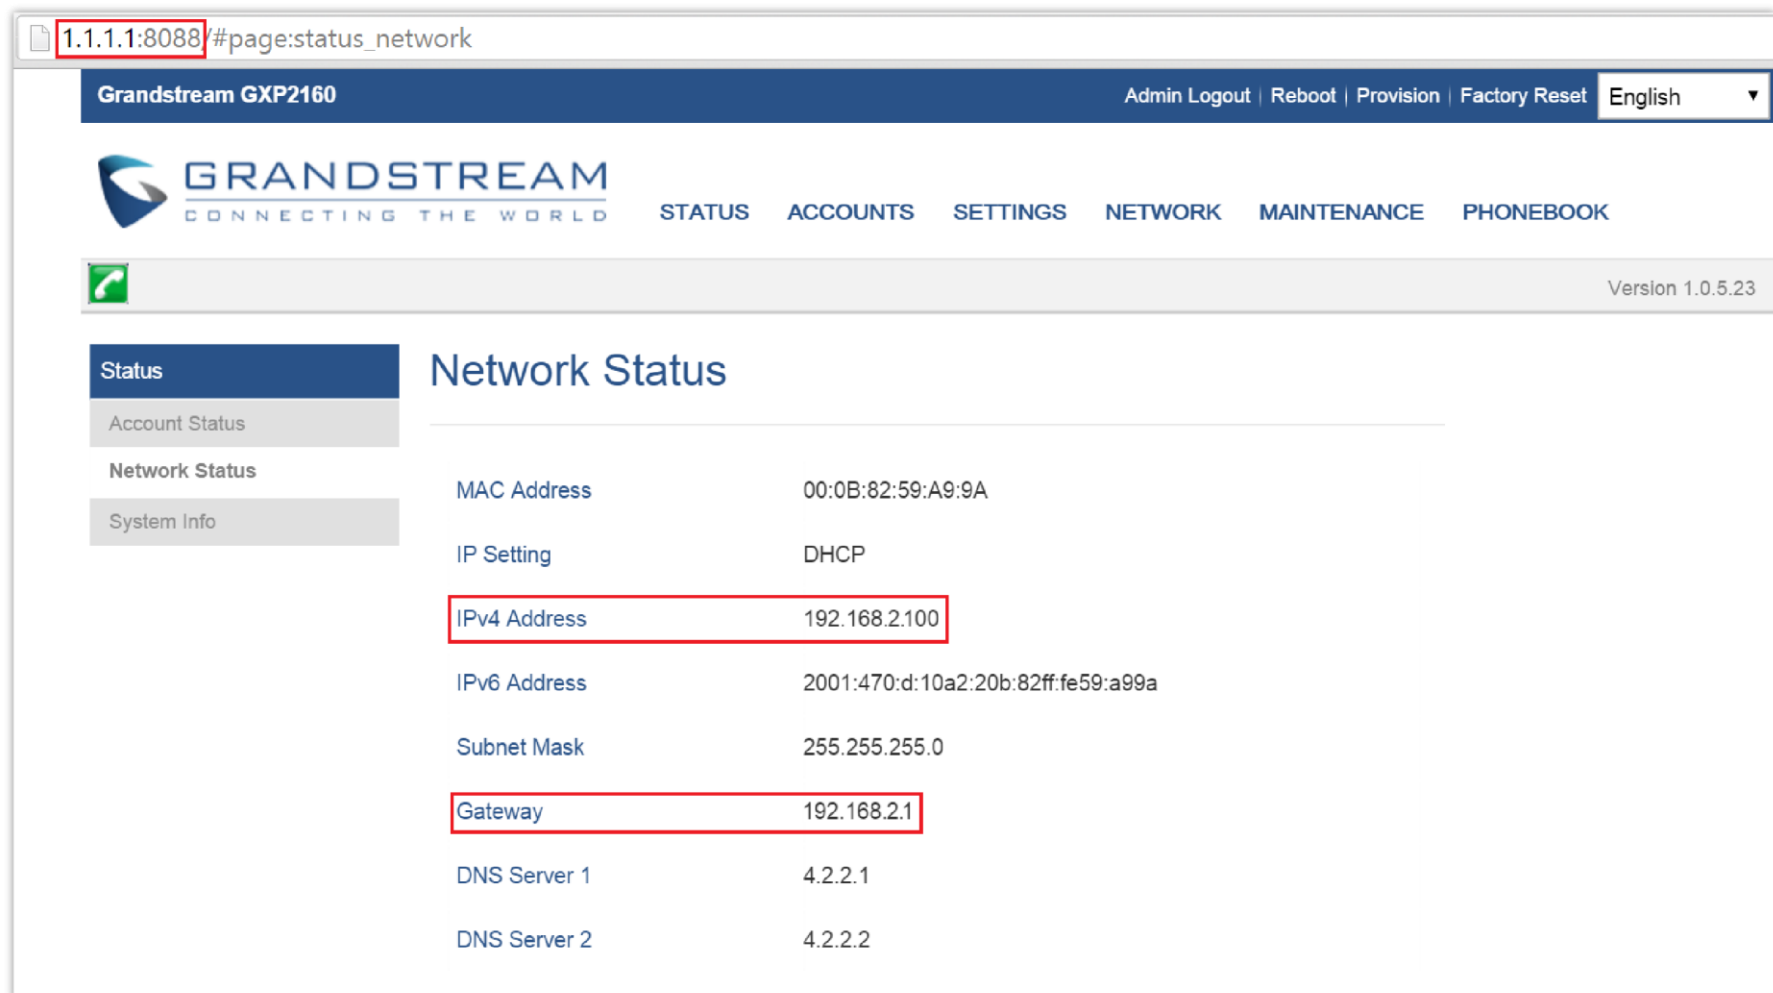 1.1.1.1:8088/#page:status_network
Grandstream GXP2160
Admin Logout | Reboot | Provision | Factory Reset English
GRANDSTREAM
CONNECTING THE WORLD
STATUS ACCOUNTS SETTINGS NETWORK MAINTENANCE PHONEBOOK
Version 1.0.5.23
Status
Account Status
Network Status
System Info
Network Status
MAC Address 00:0B:82:59:A9:9A
IP Setting DHCP
IPv4 Address 192.168.2.100
IPv6 Address 2001:470:d:10a2:20b:82ff:fe59:a99a
Subnet Mask 255.255.255.0
Gateway 192.168.2.1
DNS Server 1 4.2.2.1
DNS Server 2 4.2.2.2